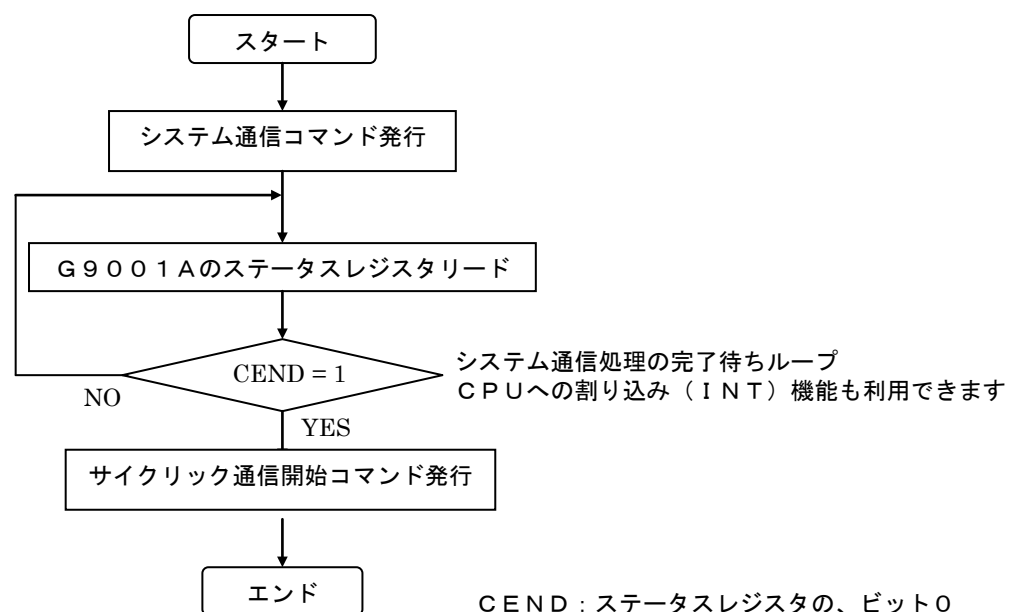 スタート
システム通信コマンド発行
Ｇ９００１Ａのステータスレジスタリード
CEND = 1
システム通信処理の完了待ちループ
ＣＰＵへの割り込み（ＩＮＴ）機能も利用できます
NO
YES
サイクリック通信開始コマンド発行
エンド
ＣＥＮＤ：ステータスレジスタの、ビット０